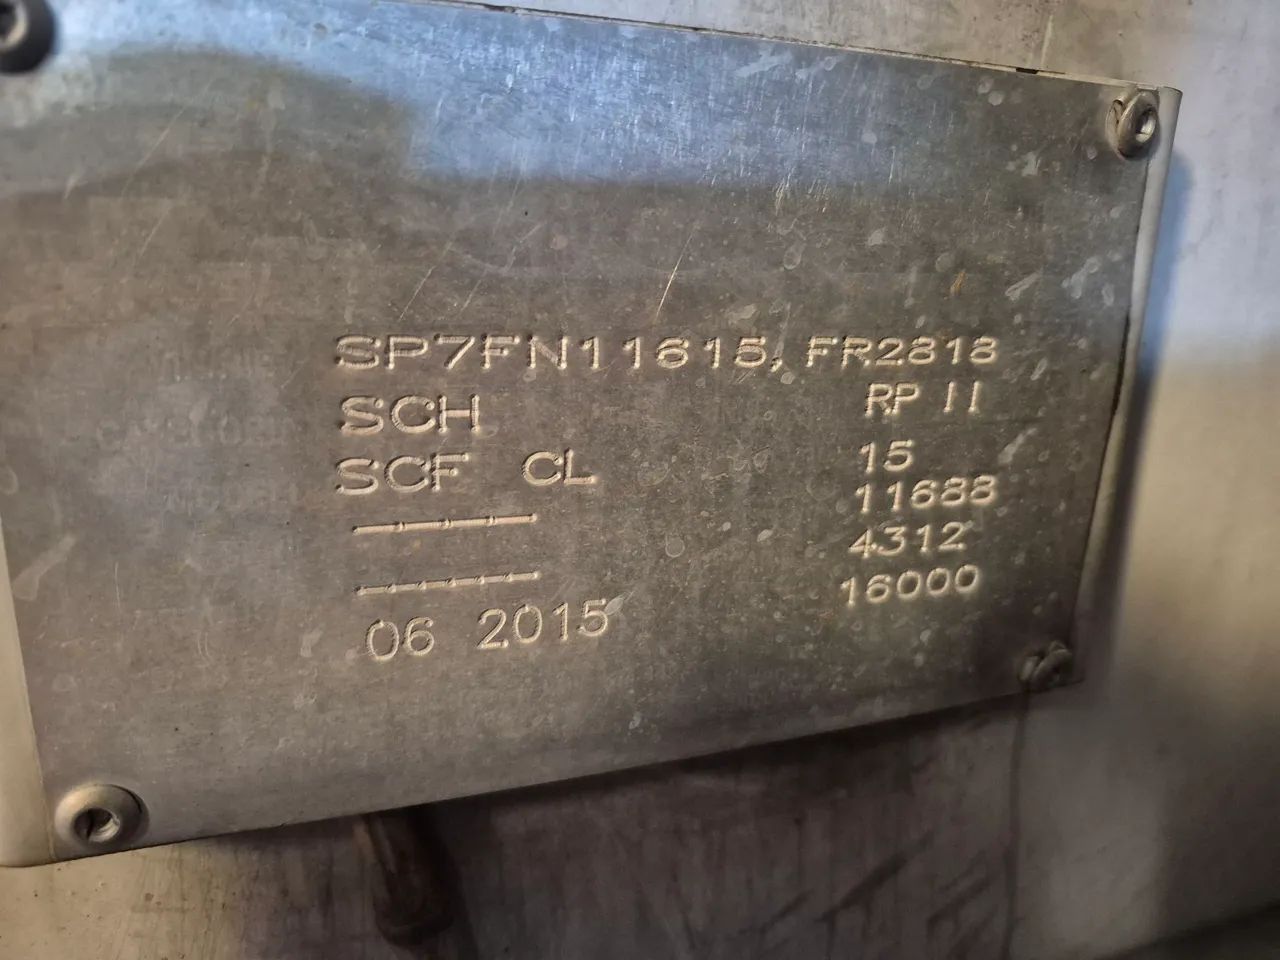 SP7FN11615, FR2818
SCH RP II
SCF CL 15
---- 11688
----- 4312
06 2015 16000